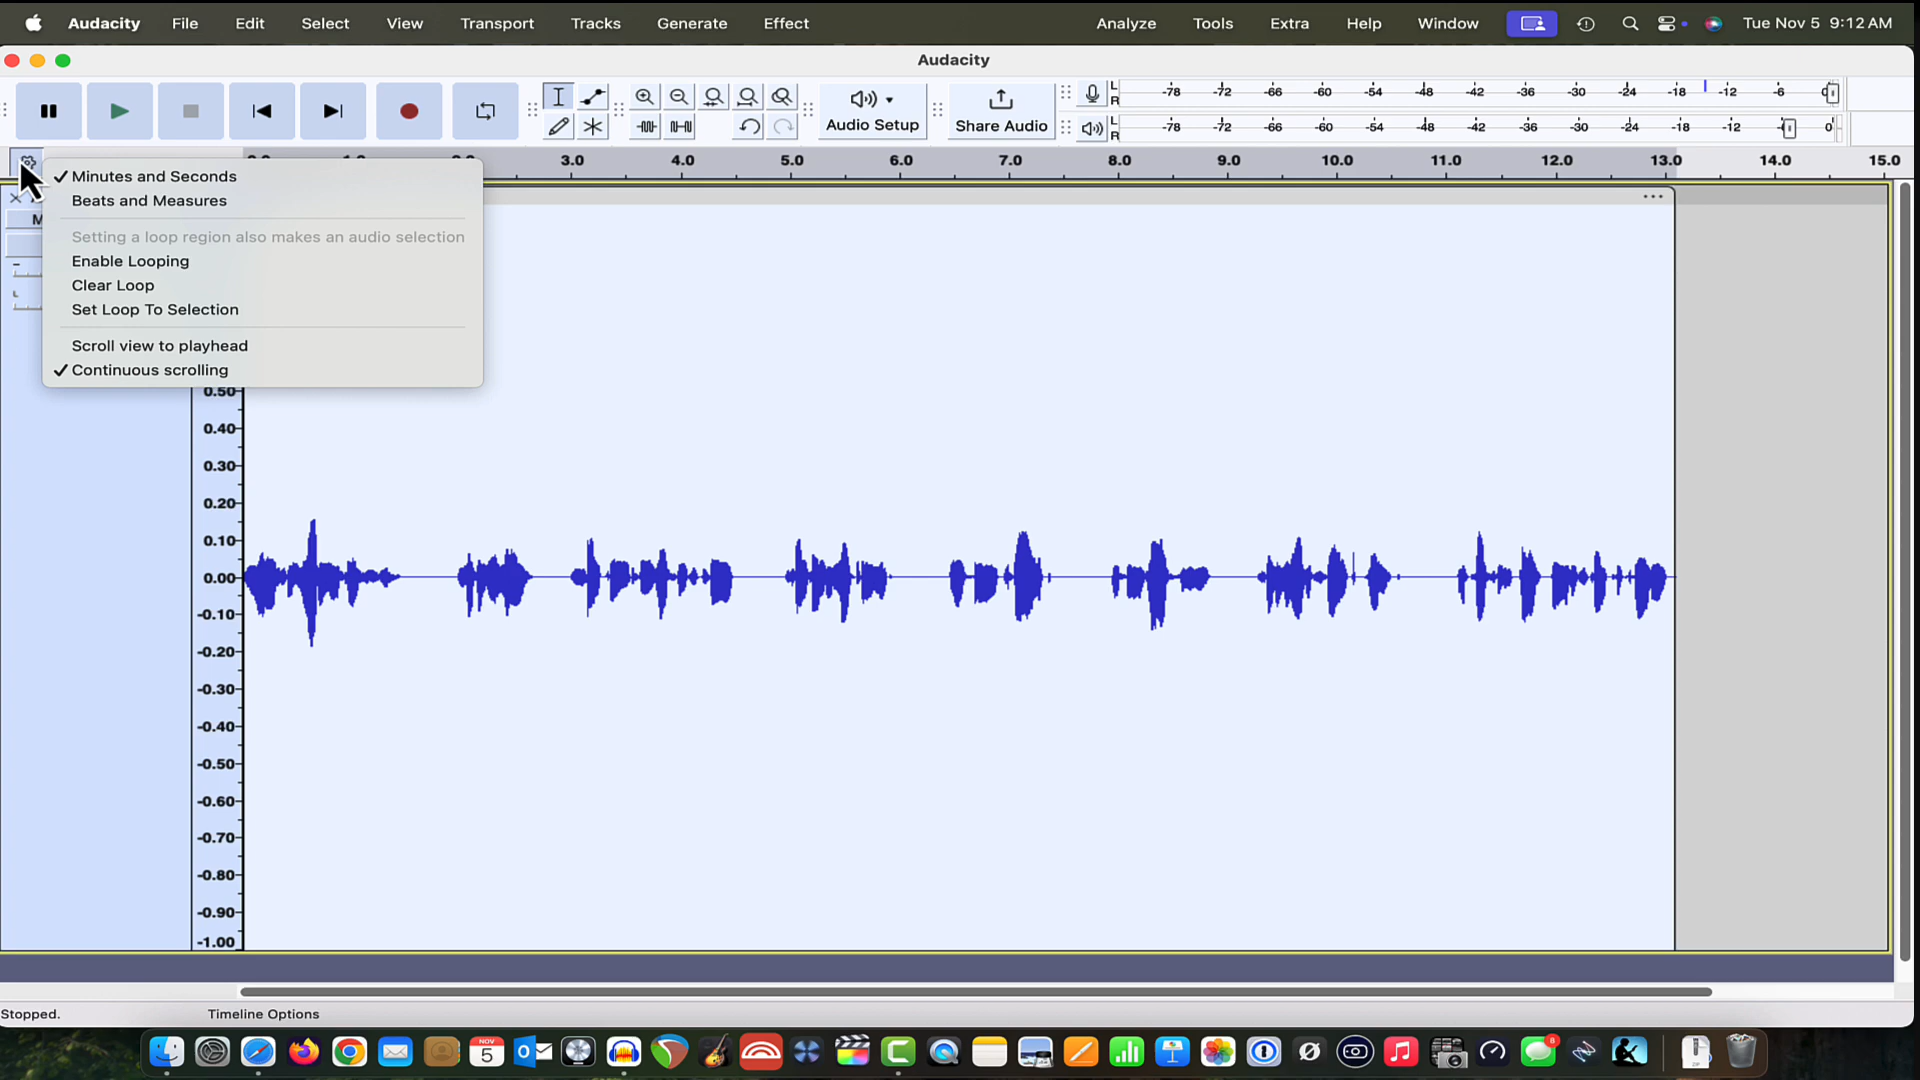 Audacity File Edit Select View Transport Tracks Generate Effect Analyze Tools Extra Help Window Tue Nov 5 9:12 AM
Audacity
Audio Setup
Share Audio
L
R
-78 -72 -66 -60 -54 -48 -42 -36 -30 -24 -18 -12 -6
L
R
-78 -72 -66 -60 -54 -48 -42 -36 -30 -24 -18 -12 0
3.0 4.0 5.0 6.0 7.0 8.0 9.0 10.0 11.0 12.0 13.0 14.0 15.0
✓ Minutes and Seconds
Beats and Measures
Setting a loop region also makes an audio selection
Enable Looping
Clear Loop
Set Loop To Selection
Scroll view to playhead
✓ Continuous scrolling
M
0.50
0.40
0.30
0.20
0.10
0.00
-0.10
-0.20
-0.30
-0.40
-0.50
-0.60
-0.70
-0.80
-0.90
-1.00
Stopped. Timeline Options
NOV
5
8